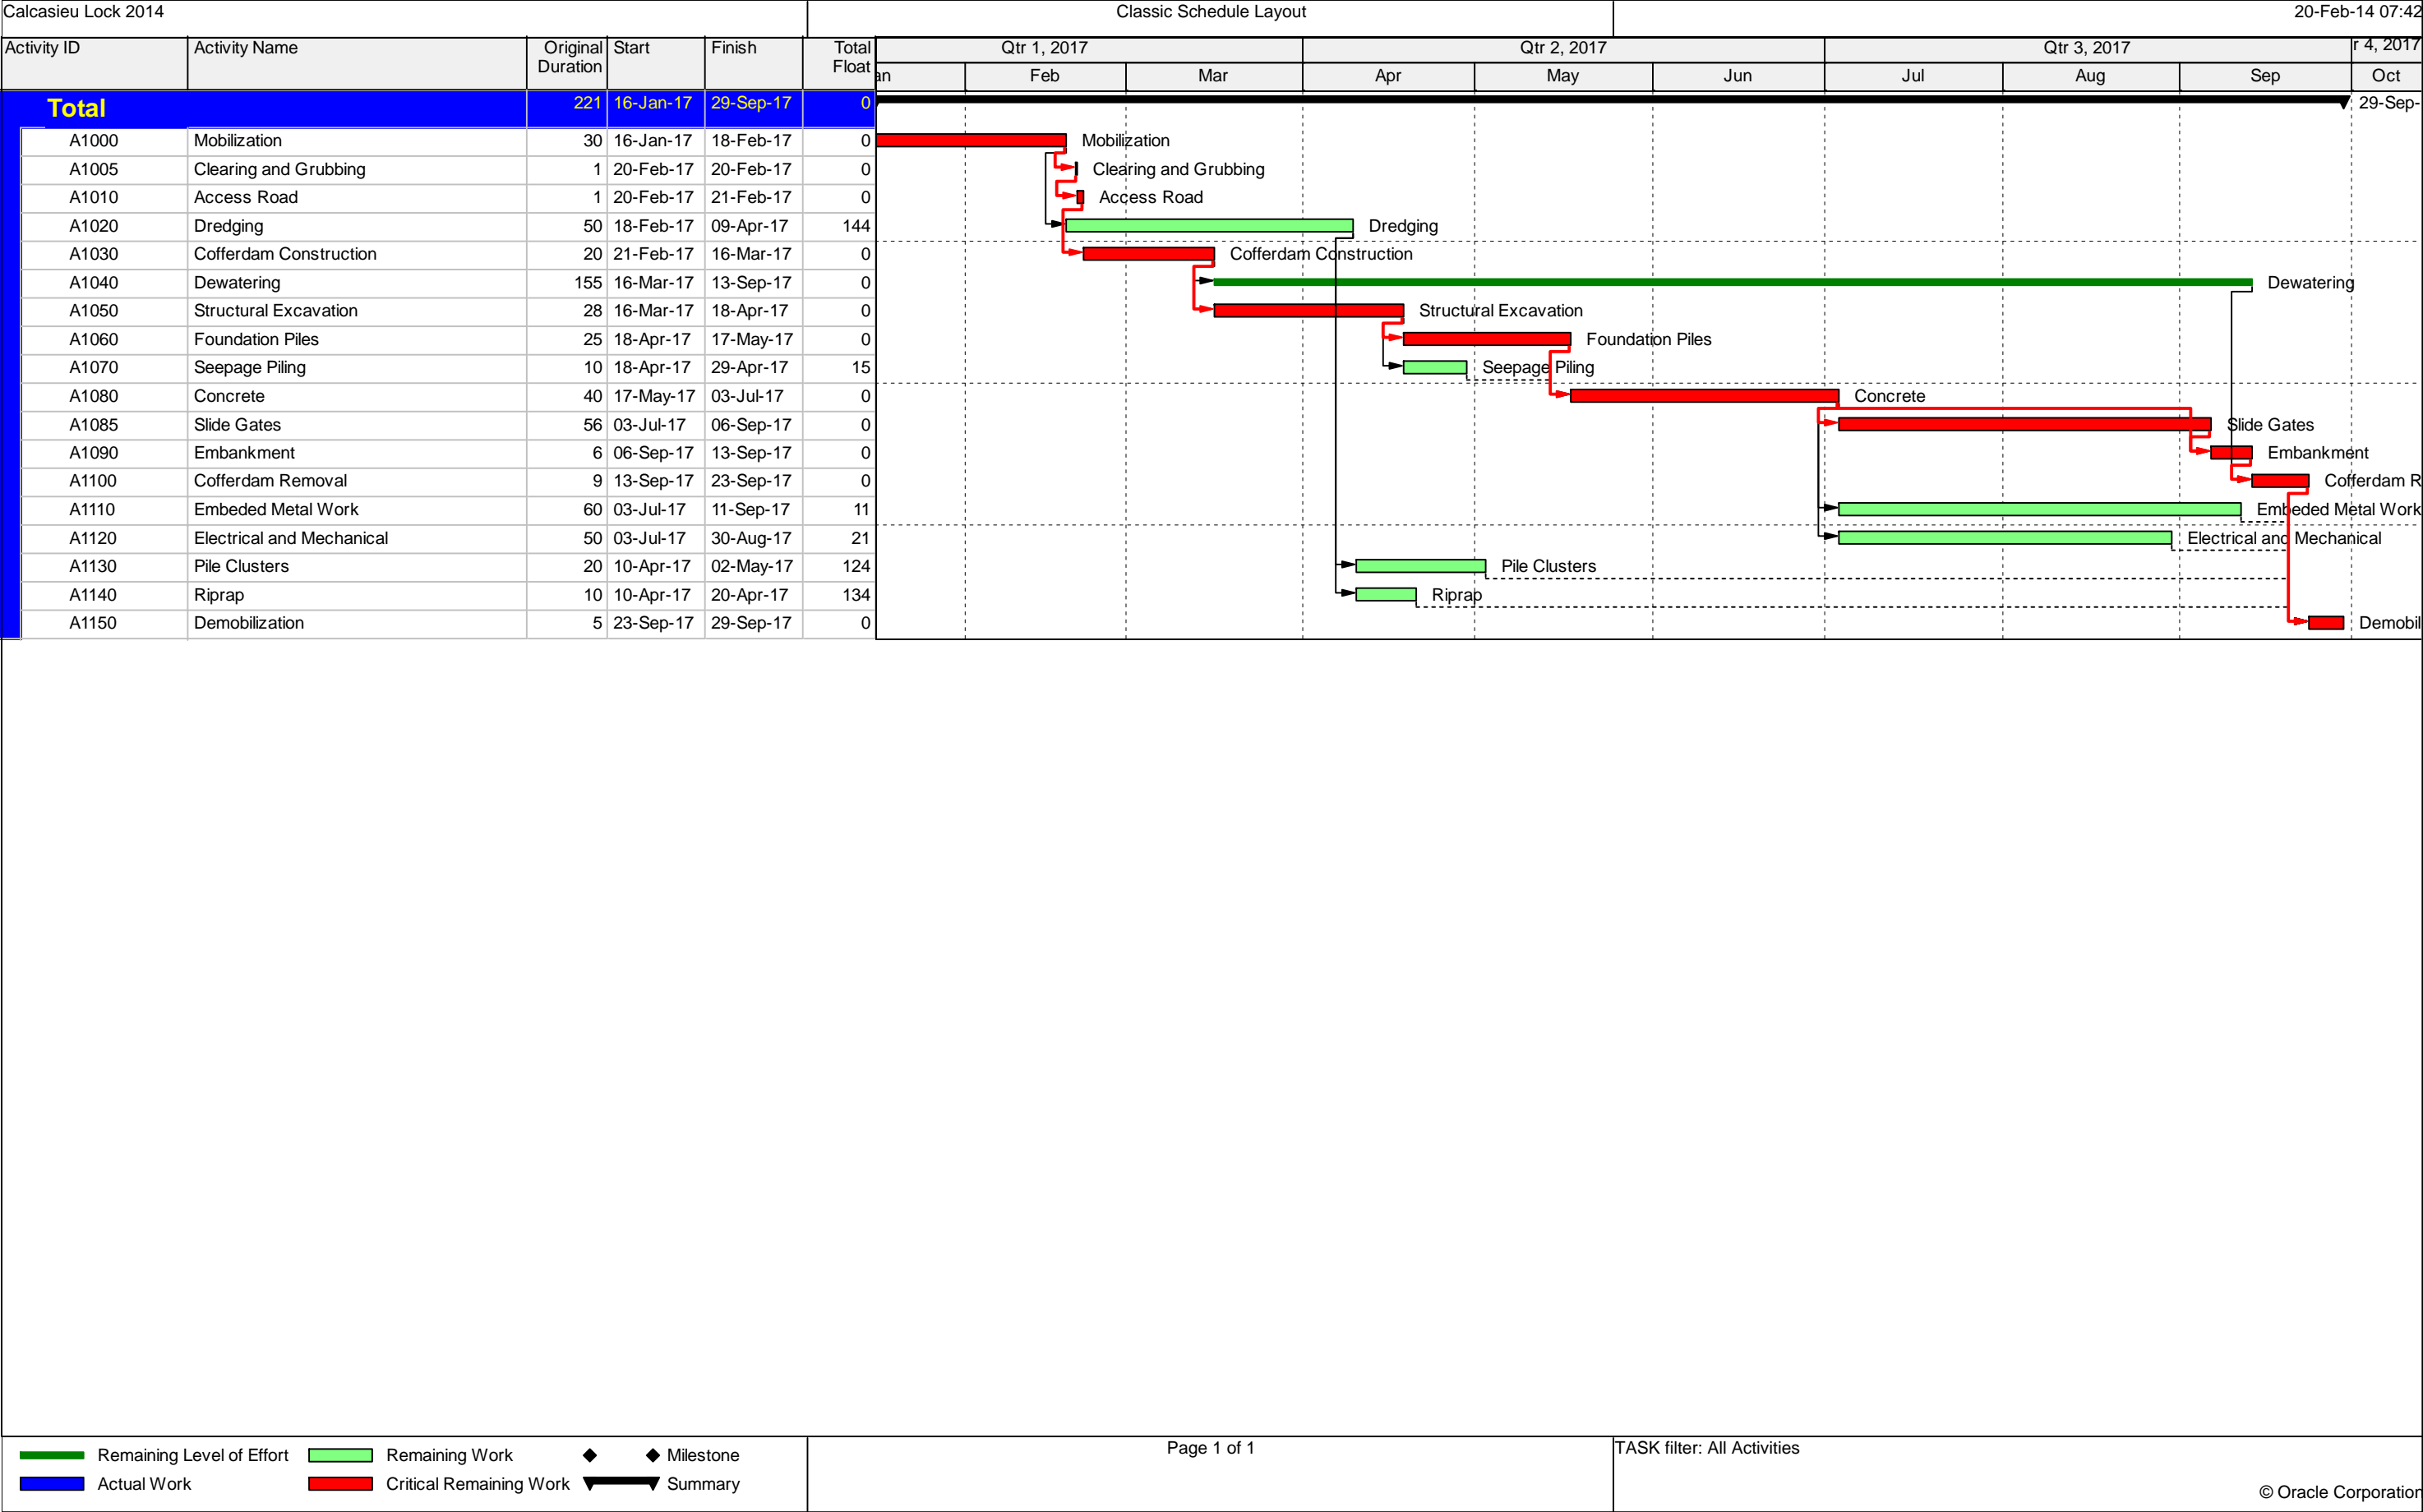 Calcasieu Lock 2014 Classic Schedule Layout 20-Feb-14 07:42
Activity ID Activity Name Original Duration Start Finish Total Float
Qtr 1, 2017 Qtr 2, 2017 Qtr 3, 2017 r 4, 2017
an Feb Mar Apr May Jun Jul Aug Sep Oct
Total 221 16-Jan-17 29-Sep-17 0 29-Sep-
A1000 Mobilization 30 16-Jan-17 18-Feb-17 0 Mobilization
A1005 Clearing and Grubbing 1 20-Feb-17 20-Feb-17 0 Clearing and Grubbing
A1010 Access Road 1 20-Feb-17 21-Feb-17 0 Access Road
A1020 Dredging 50 18-Feb-17 09-Apr-17 144 Dredging
A1030 Cofferdam Construction 20 21-Feb-17 16-Mar-17 0 Cofferdam Construction
A1040 Dewatering 155 16-Mar-17 13-Sep-17 0 Dewatering
A1050 Structural Excavation 28 16-Mar-17 18-Apr-17 0 Structural Excavation
A1060 Foundation Piles 25 18-Apr-17 17-May-17 0 Foundation Piles
A1070 Seepage Piling 10 18-Apr-17 29-Apr-17 15 Seepage Piling
A1080 Concrete 40 17-May-17 03-Jul-17 0 Concrete
A1085 Slide Gates 56 03-Jul-17 06-Sep-17 0 Slide Gates
A1090 Embankment 6 06-Sep-17 13-Sep-17 0 Embankment
A1100 Cofferdam Removal 9 13-Sep-17 23-Sep-17 0 Cofferdam R
A1110 Embeded Metal Work 60 03-Jul-17 11-Sep-17 11 Embeded Metal Work
A1120 Electrical and Mechanical 50 03-Jul-17 30-Aug-17 21 Electrical and Mechanical
A1130 Pile Clusters 20 10-Apr-17 02-May-17 124 Pile Clusters
A1140 Riprap 10 10-Apr-17 20-Apr-17 134 Riprap
A1150 Demobilization 5 23-Sep-17 29-Sep-17 0 Demobil
Remaining Level of Effort Remaining Work Milestone
Actual Work Critical Remaining Work Summary
Page 1 of 1
TASK filter: All Activities
© Oracle Corporation